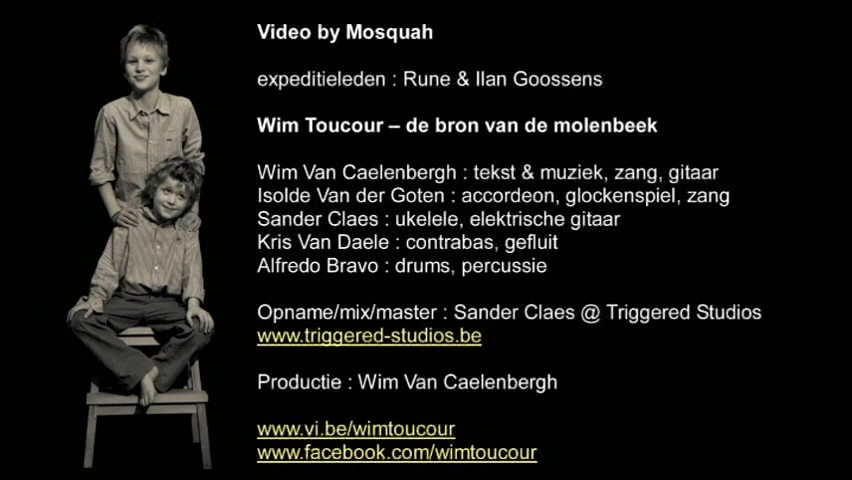 Video by Mosquah
expeditieleden : Rune & Ilan Goossens
Wim Toucour – de bron van de molenbeek
Wim Van Caelenbergh : tekst & muziek, zang, gitaar
Isolde Van der Goten : accordeon, glockenspiel, zang
Sander Claes : ukelele, elektrische gitaar
Kris Van Daele : contrabas, gefluit
Alfredo Bravo : drums, percussie
Opname/mix/master : Sander Claes @ Triggered Studios
www.triggered-studios.be
Productie : Wim Van Caelenbergh
www.vi.be/wimtoucour
www.facebook.com/wimtoucour